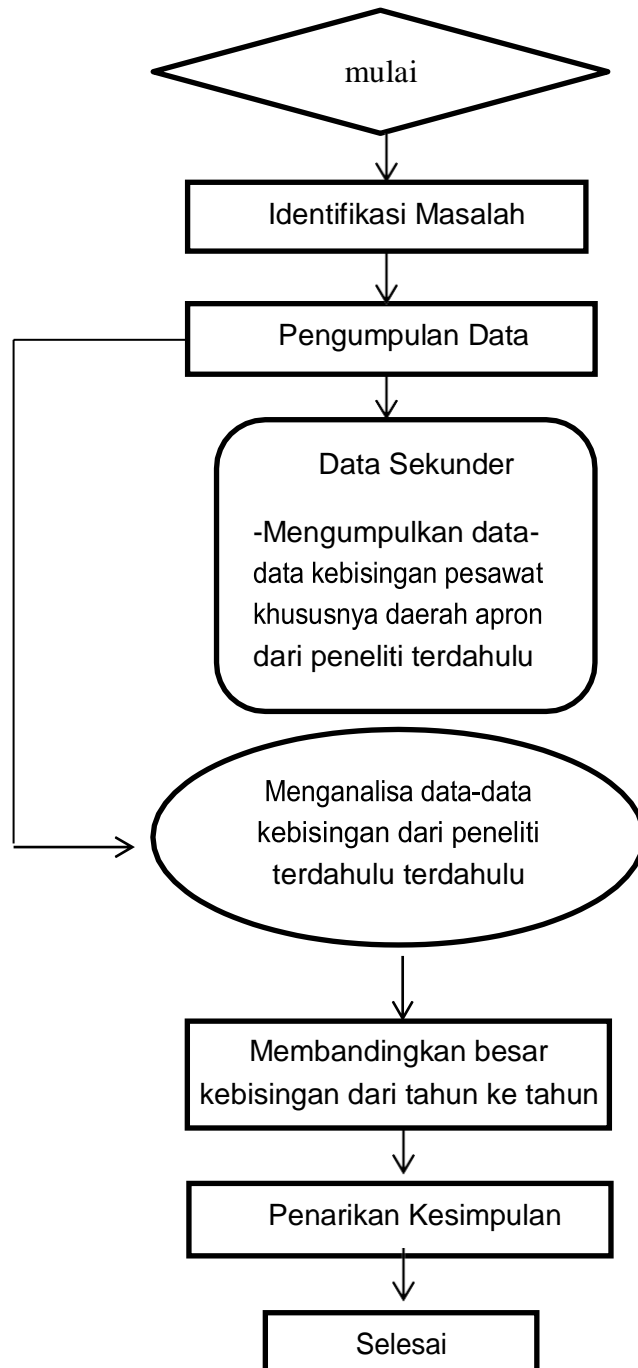 mulai
Identifikasi Masalah
Pengumpulan Data
Data Sekunder
-Mengumpulkan data-
data kebisingan pesawat
khususnya daerah apron
dari peneliti terdahulu
Menganalisa data-data
kebisingan dari peneliti
terdahulu terdahulu
Membandingkan besar
kebisingan dari tahun ke tahun
Penarikan Kesimpulan
Selesai